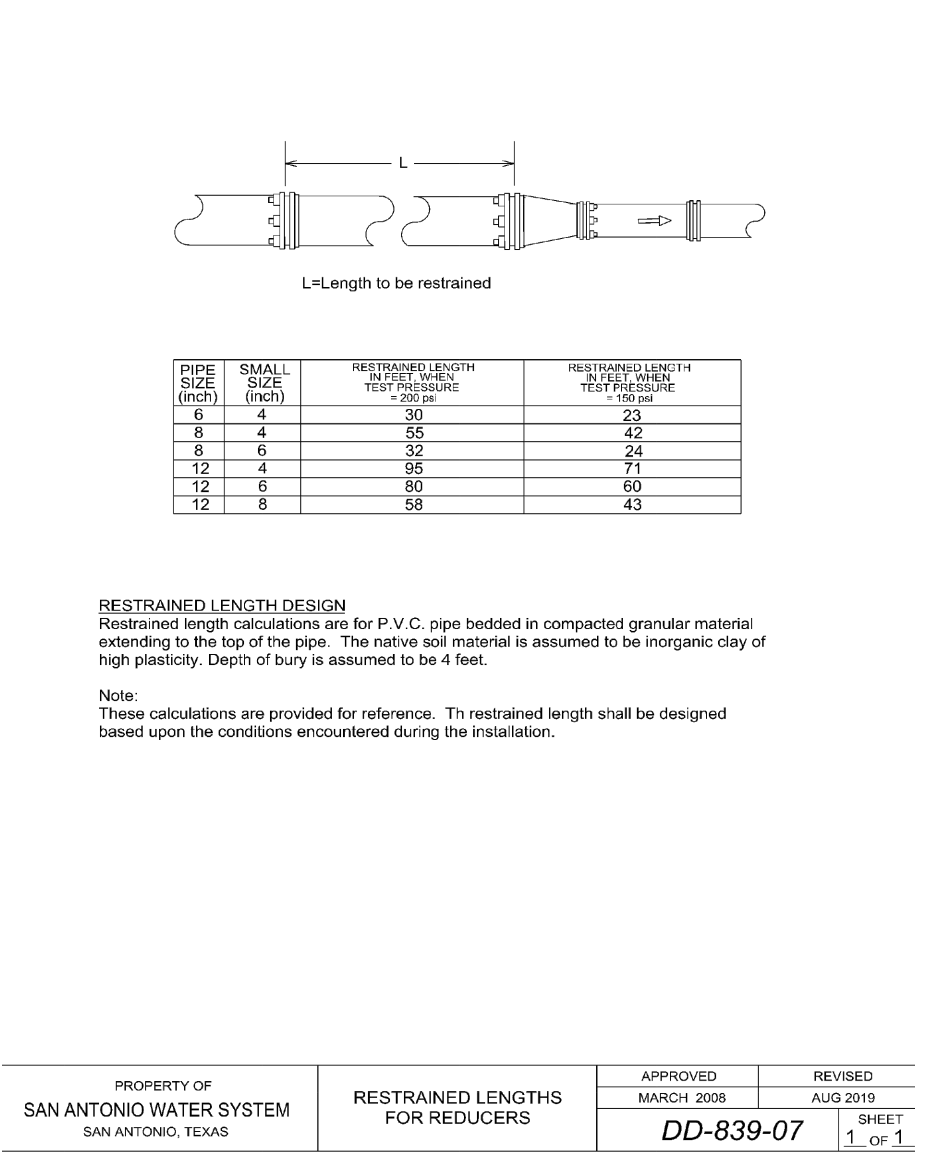 L
L=Length to be restrained
PIPE SIZE (inch) SMALL SIZE (inch) RESTRAINED LENGTH IN FEET, WHEN TEST PRESSURE = 200 psi RESTRAINED LENGTH IN FEET, WHEN TEST PRESSURE = 150 psi
6 4 30 23
8 4 55 42
8 6 32 24
12 4 95 71
12 6 80 60
12 8 58 43
RESTRAINED LENGTH DESIGN
Restrained length calculations are for P.V.C. pipe bedded in compacted granular material
extending to the top of the pipe. The native soil material is assumed to be inorganic clay of
high plasticity. Depth of bury is assumed to be 4 feet.
Note:
These calculations are provided for reference. Th restrained length shall be designed
based upon the conditions encountered during the installation.
PROPERTY OF
SAN ANTONIO WATER SYSTEM
SAN ANTONIO, TEXAS
RESTRAINED LENGTHS
FOR REDUCERS
APPROVED REVISED
MARCH 2008 AUG 2019
DD-839-07
SHEET
1 OF 1